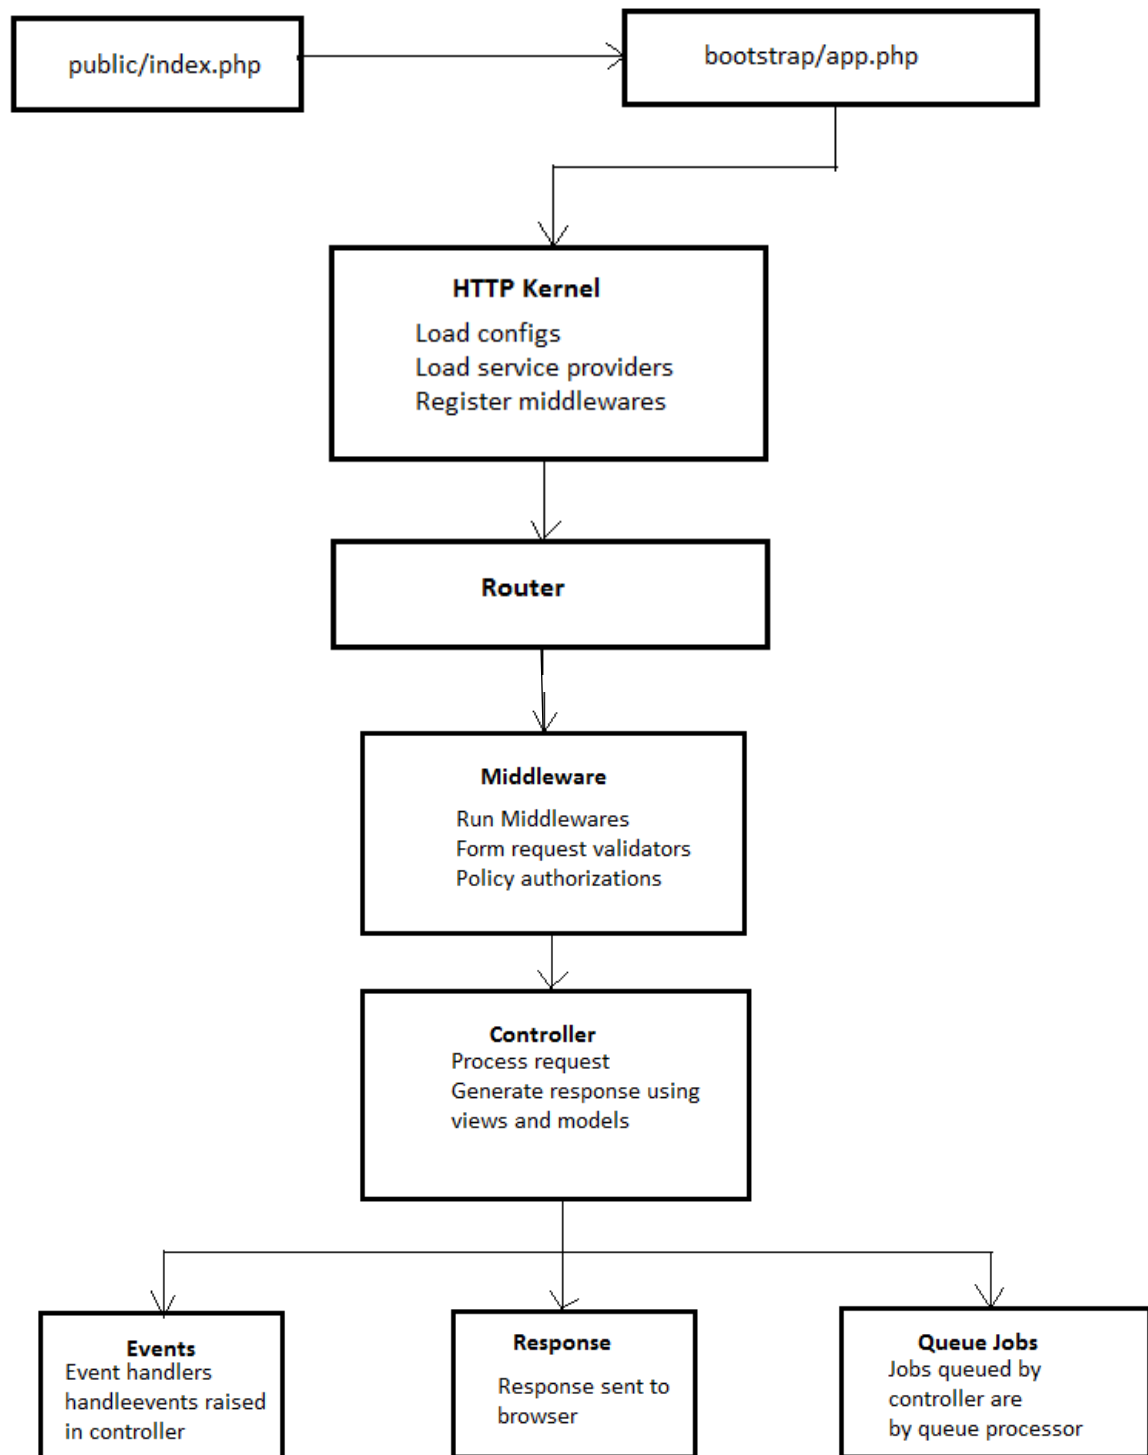 public/index.php
bootstrap/app.php
HTTP Kernel
Load configs
Load service providers
Register middlewares
Router
Middleware
Run Middlewares
Form request validators
Policy authorizations
Controller
Process request
Generate response using
views and models
Events
Event handlers
handleevents raised
in controller
Response
Response sent to
browser
Queue Jobs
Jobs queued by
controller are
by queue processor